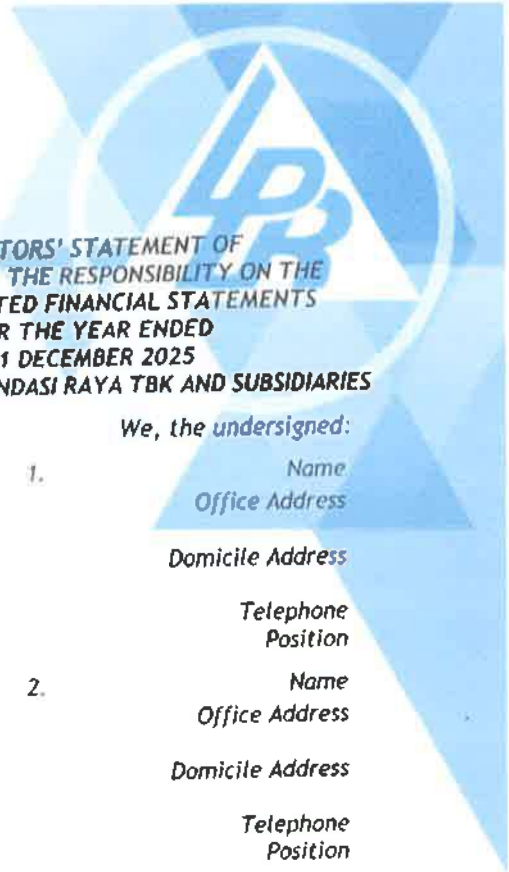 LPR
TORS' STATEMENT OF
THE RESPONSIBILITY ON THE
TED FINANCIAL STATEMENTS
R THE YEAR ENDED
1 DECEMBER 2025
NDASI RAYA TBK AND SUBSIDIARIES
We, the undersigned:
1. Name
Office Address
Domicile Address
Telephone
Position
2. Name
Office Address
Domicile Address
Telephone
Position